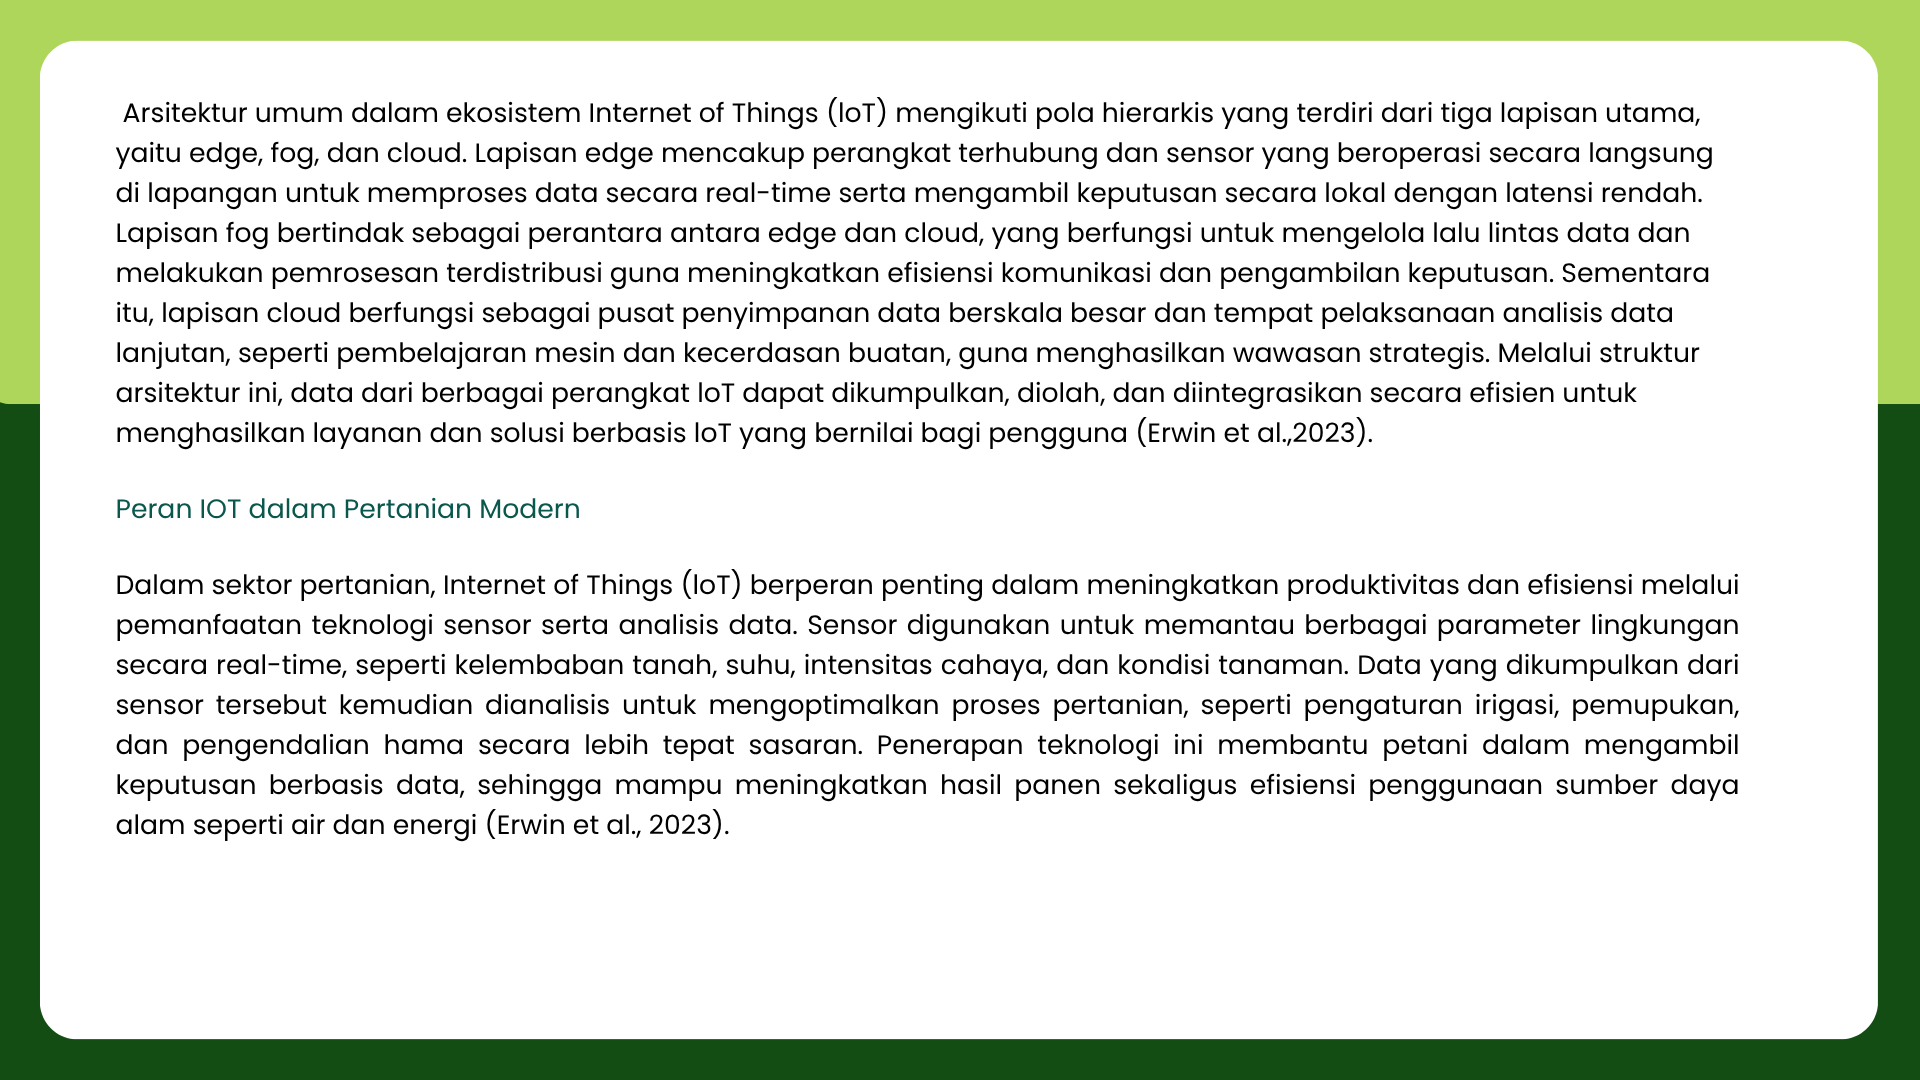 Arsitektur umum dalam ekosistem Internet of Things (loT) mengikuti pola hierarkis yang terdiri dari tiga lapisan utama,
yaitu edge, fog, dan cloud. Lapisan edge mencakup perangkat terhubung dan sensor yang beroperasi secara langsung
di lapangan untuk memproses data secara real-time serta mengambil keputusan secara lokal dengan latensi rendah.
Lapisan fog bertindak sebagai perantara antara edge dan cloud, yang berfungsi untuk mengelola lalu lintas data dan
melakukan pemrosesan terdistribusi guna meningkatkan efisiensi komunikasi dan pengambilan keputusan. Sementara
itu, lapisan cloud berfungsi sebagai pusat penyimpanan data berskala besar dan tempat pelaksanaan analisis data
lanjutan, seperti pembelajaran mesin dan kecerdasan buatan, guna menghasilkan wawasan strategis. Melalui struktur
arsitektur ini, data dari berbagai perangkat loT dapat dikumpulkan, diolah, dan diintegrasikan secara efisien untuk
menghasilkan layanan dan solusi berbasis loT yang bernilai bagi pengguna (Erwin et al.,2023).
Peran IOT dalam Pertanian Modern
Dalam sektor pertanian, Internet of Things (loT) berperan penting dalam meningkatkan produktivitas dan efisiensi melalui
pemanfaatan teknologi sensor serta analisis data. Sensor digunakan untuk memantau berbagai parameter lingkungan
secara real-time, seperti kelembaban tanah, suhu, intensitas cahaya, dan kondisi tanaman. Data yang dikumpulkan dari
sensor tersebut kemudian dianalisis untuk mengoptimalkan proses pertanian, seperti pengaturan irigasi, pemupukan,
dan pengendalian hama secara lebih tepat sasaran. Penerapan teknologi ini membantu petani dalam mengambil
keputusan berbasis data, sehingga mampu meningkatkan hasil panen sekaligus efisiensi penggunaan sumber daya
alam seperti air dan energi (Erwin et al., 2023).